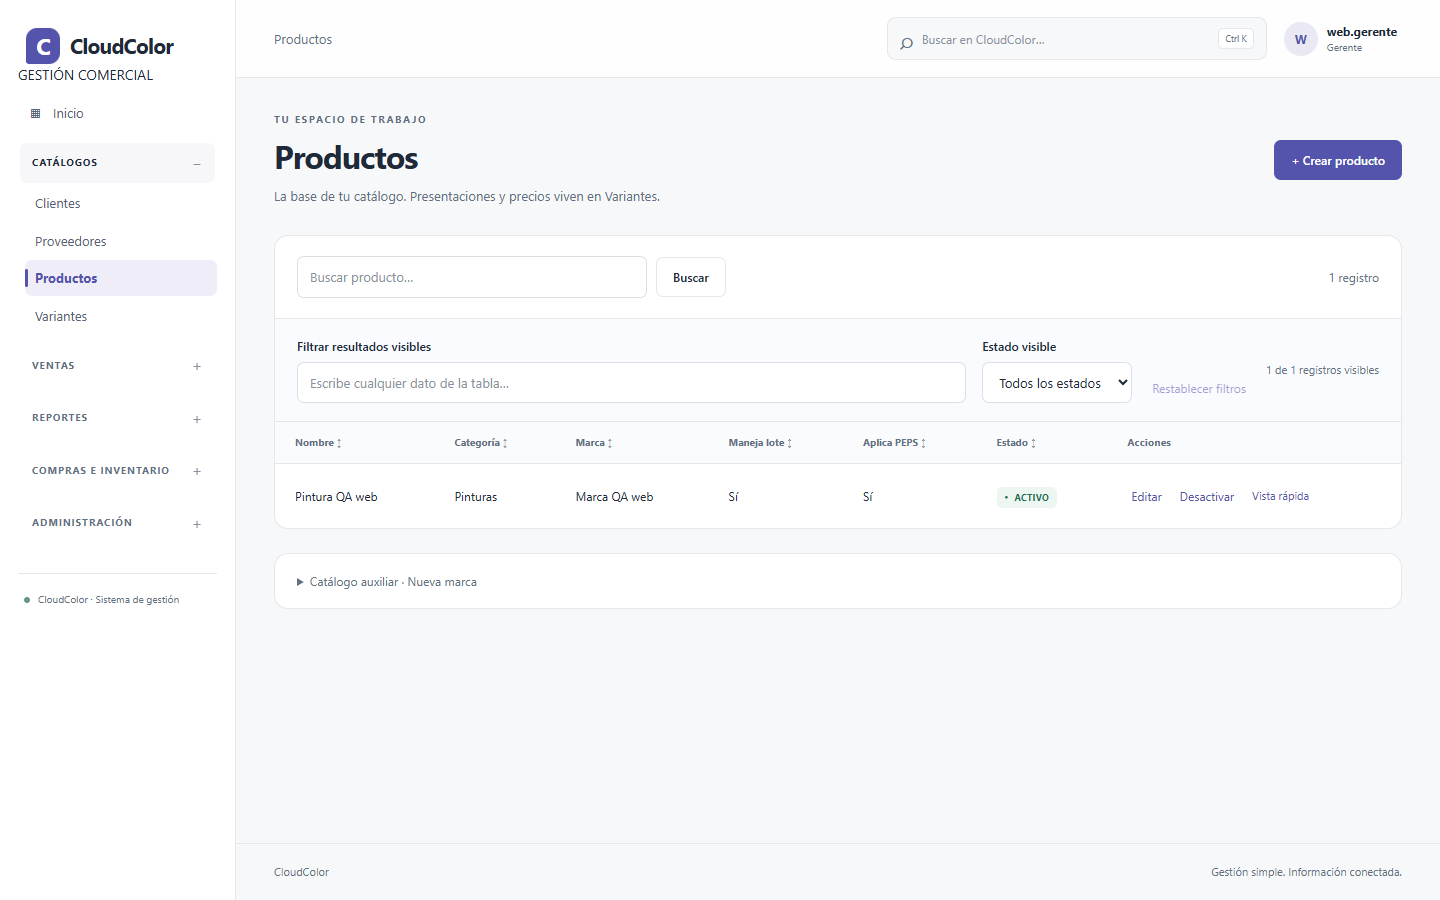 C CloudColor
GESTIÓN COMERCIAL
Inicio
CATÁLOGOS –
Clientes
Proveedores
Productos
Variantes
VENTAS +
REPORTES +
COMPRAS E INVENTARIO +
ADMINISTRACIÓN +
CloudColor · Sistema de gestión
Productos
Buscar en CloudColor... Ctrl K
W web.gerente
Gerente
TU ESPACIO DE TRABAJO
Productos
La base de tu catálogo. Presentaciones y precios viven en Variantes.
+ Crear producto
Buscar producto... Buscar 1 registro
Filtrar resultados visibles Estado visible
Escribe cualquier dato de la tabla... Todos los estados Restablecer filtros 1 de 1 registros visibles
Nombre ↕ Categoría ↕ Marca ↕ Maneja lote ↕ Aplica PEPS ↕ Estado ↕ Acciones
Pintura QA web Pinturas Marca QA web Sí Sí • ACTIVO Editar Desactivar Vista rápida
▶ Catálogo auxiliar · Nueva marca
CloudColor Gestión simple. Información conectada.